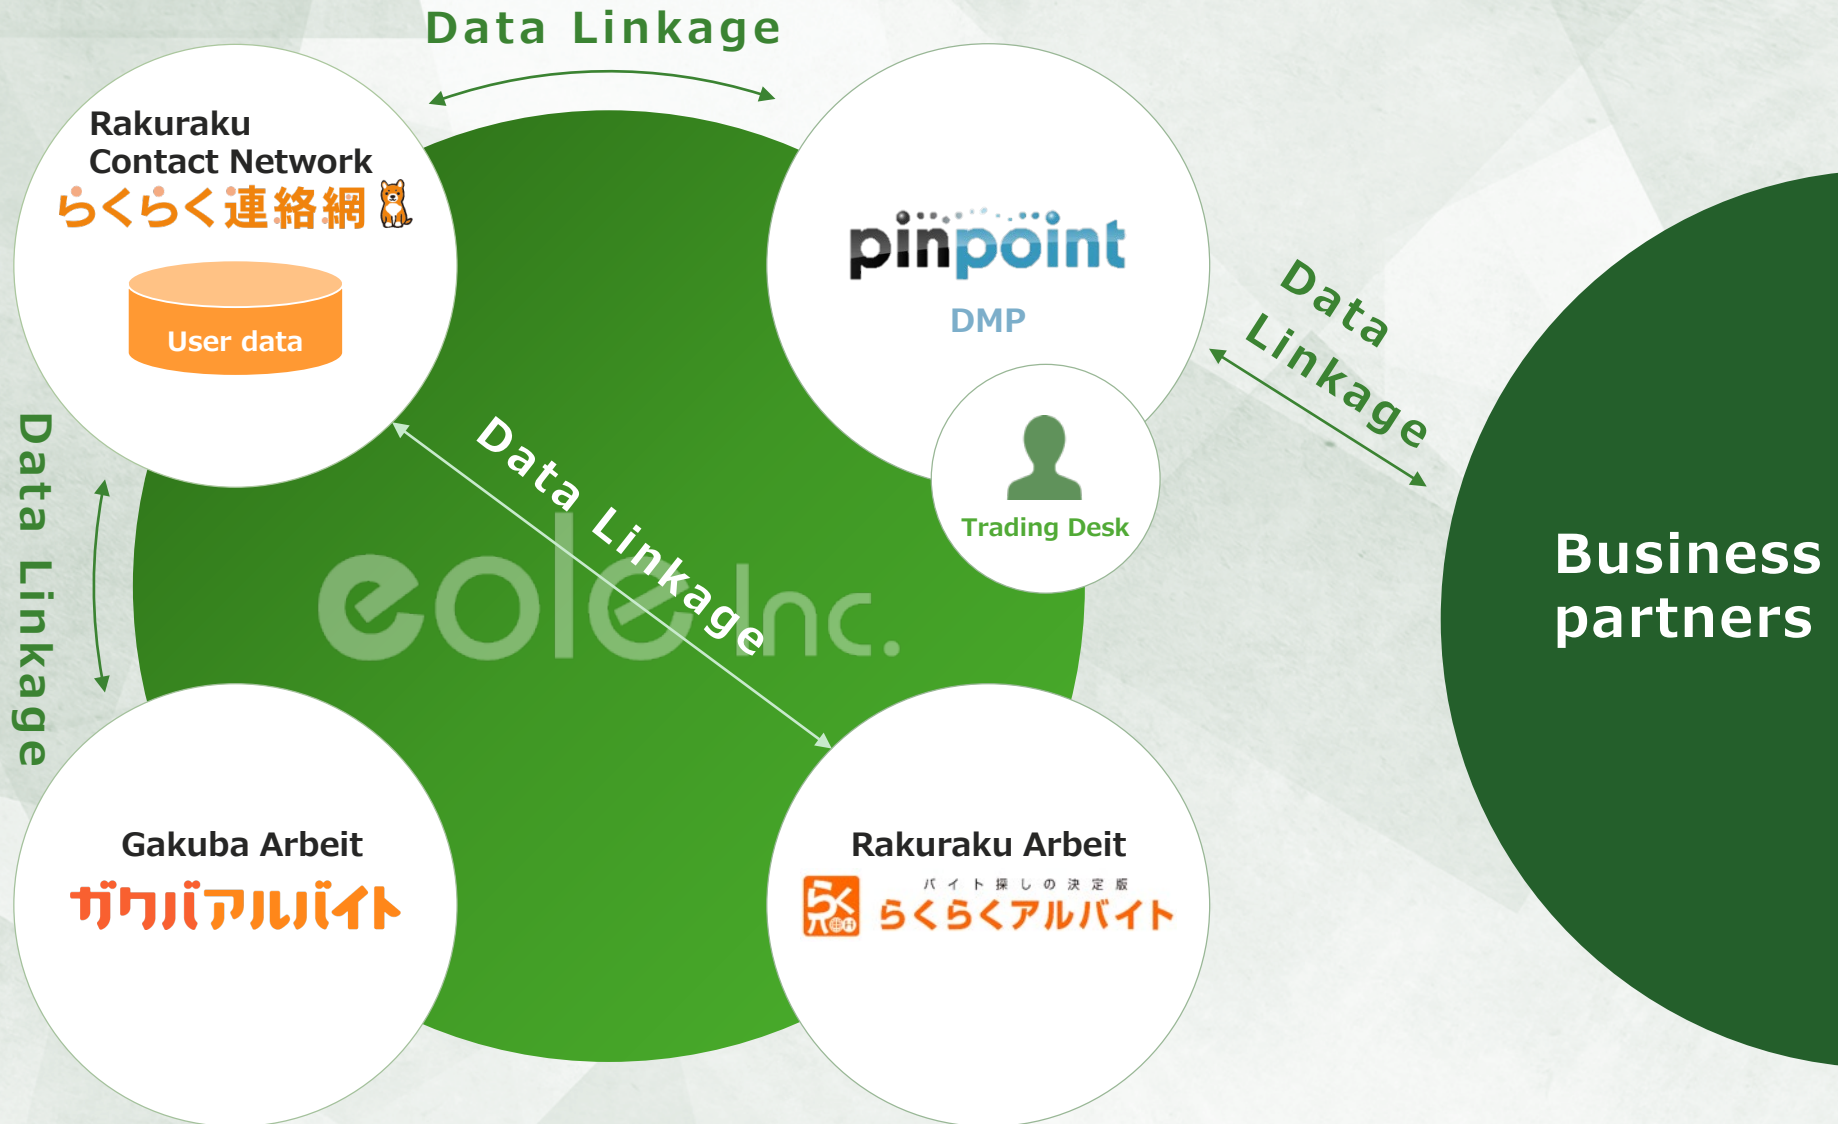 Data Linkage
Rakuraku
Contact Network
らくらく連絡網
User data
pinpoint
DMP
Trading Desk
Data
Linkage
Data Linkage
Data Linkage
eole Inc.
Business
partners
Gakuba Arbeit
ガクバアルバイト
Rakuraku Arbeit
バイト探しの決定版
らくらくアルバイト